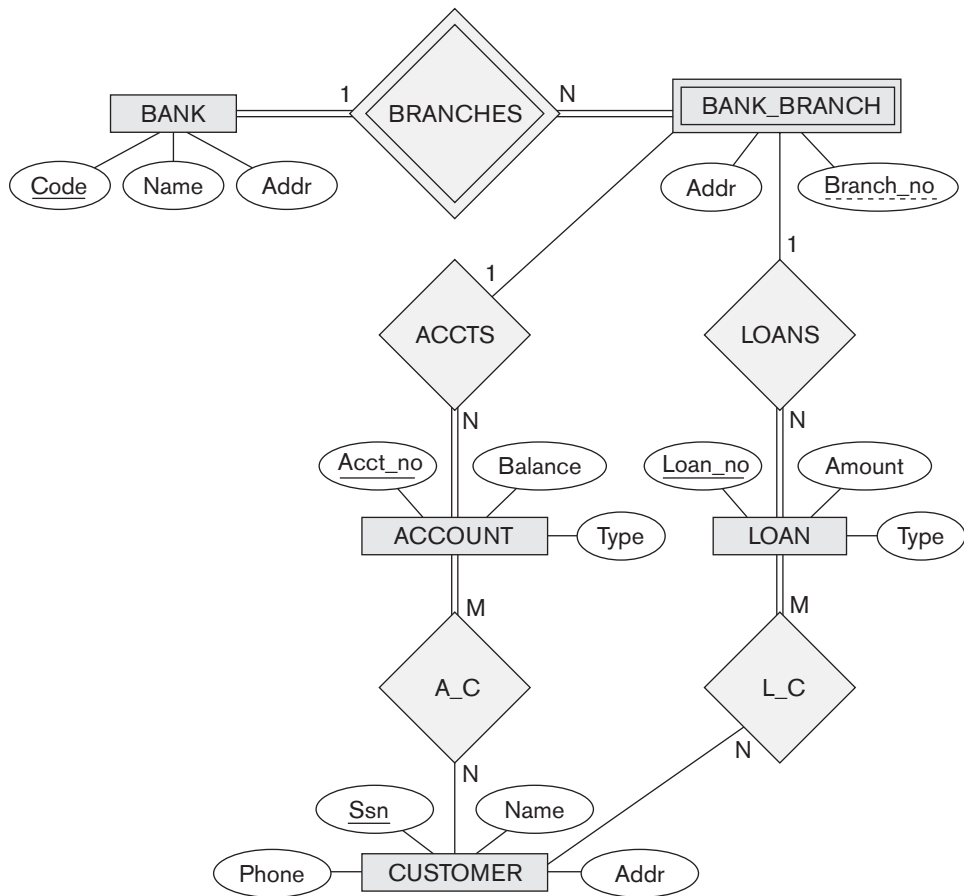 1
N
BANK
BRANCHES
BANK_BRANCH
Code
Name
Addr
Addr
Branch_no
1
1
ACCTS
LOANS
N
N
Acct_no
Balance
Loan_no
Amount
ACCOUNT
Type
LOAN
Type
M
M
A_C
L_C
N
N
Ssn
Name
Phone
CUSTOMER
Addr